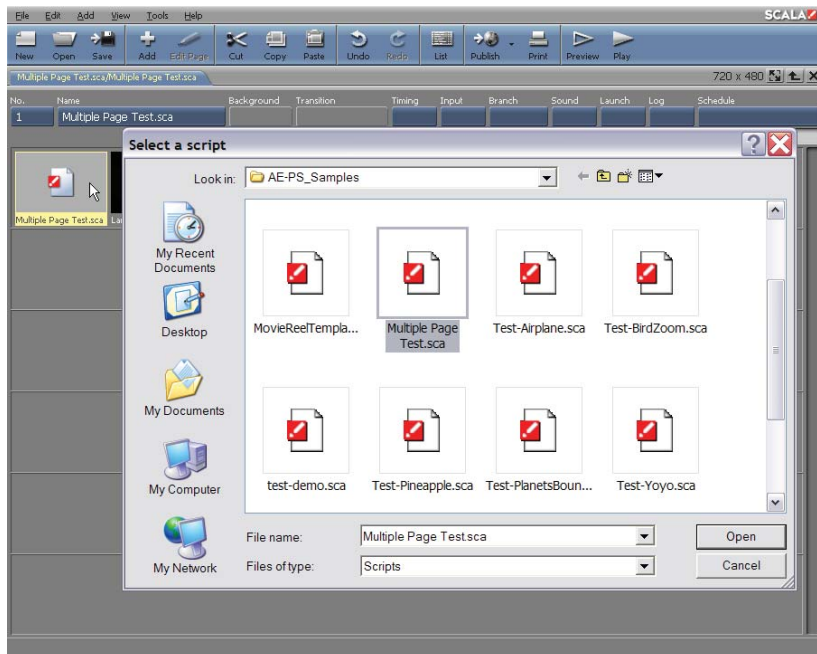 File Edit Add View Tools Help
SCALA
New Open Save Add Edit Page Cut Copy Paste Undo Redo List Publish Print Preview Play
Multiple Page Test.sca/Multiple Page Test.sca
720 x 480
No. Name Background Transition Timing Input Branch Sound Launch Log Schedule
1 Multiple Page Test.sca
Select a script
Look in: AE-PS_Samples
Multiple Page Test.sca
My Recent
Documents
Desktop
My Documents
My Computer
My Network
MovieReelTempla...
Multiple Page
Test.sca
Test-Airplane.sca
Test-BirdZoom.sca
test-demo.sca
Test-Pineapple.sca
Test-PlanetsBoun...
Test-Yoyo.sca
File name: Multiple Page Test.sca Open
Files of type: Scripts Cancel